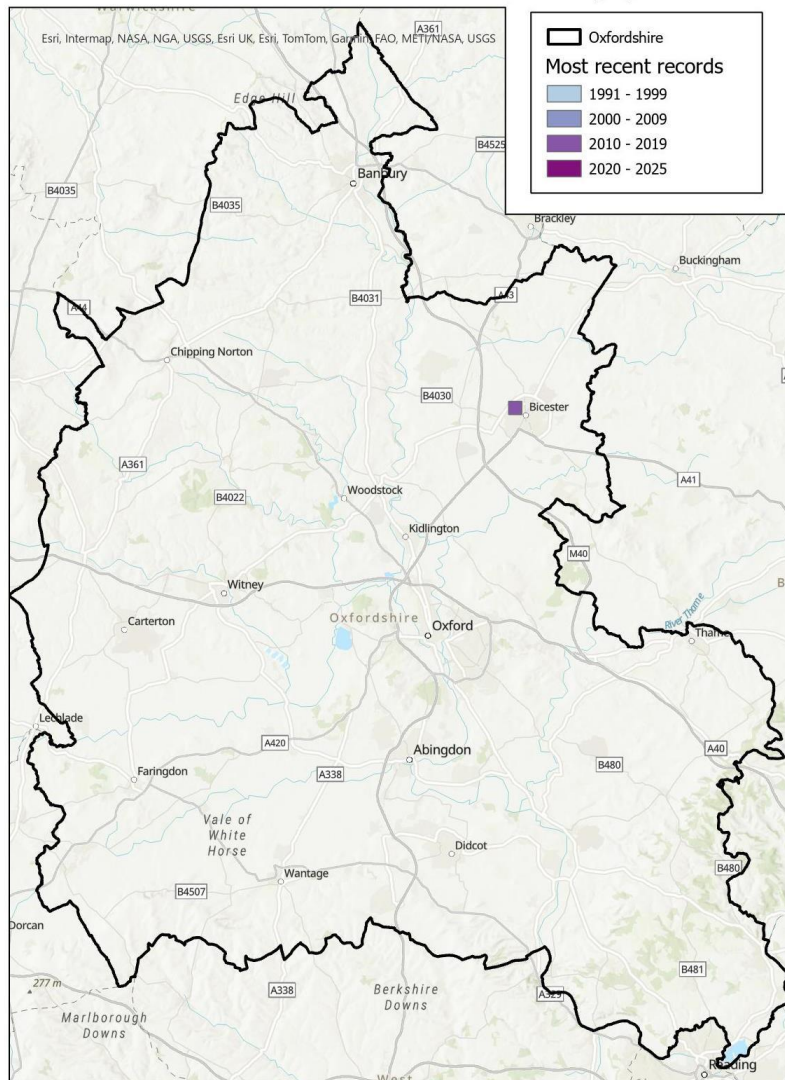 Warwickshire
A361
Esri, Intermap, NASA, NGA, USGS, Esri UK, Esri, TomTom, Garmin, FAO, METI/NASA, USGS
Oxfordshire
Most recent records
1991 - 1999
2000 - 2009
2010 - 2019
2020 - 2025
Edge Hill
B4525
Banbury
B4035
B4035
Brackley
Buckingham
A43
B4031
A44
Chipping Norton
B4030
Bicester
A361
A41
B4022
Woodstock
Kidlington
M40
Witney
Carterton
Oxfordshire
Oxford
River Thame
Thame
Lechlade
A420
Abingdon
A40
Faringdon
A338
B480
Vale of
White
Horse
Didcot
B480
Wantage
B4507
Dorcan
B481
277 m
A338
Berkshire
Downs
A329
Marlborough
Downs
Reading
West